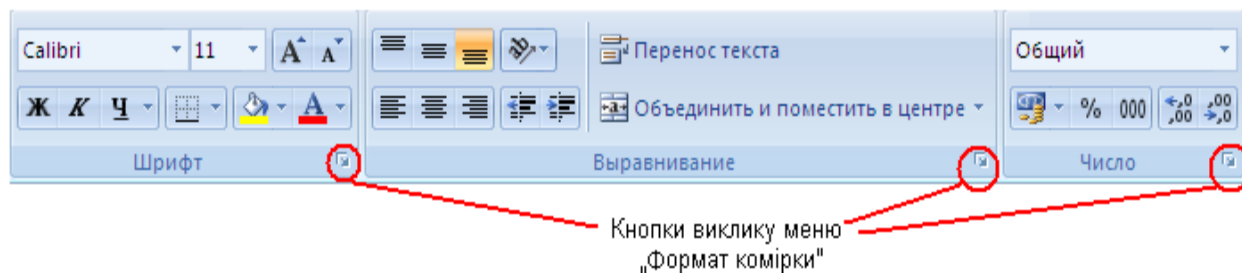 Calibri 11 A A Перенос текста Общий
Ж К Ч A a Объединить и поместить в центре % 000 ,0 ,00 ,00 ,0
Шрифт Выравнивание Число
Кнопки виклику меню
„Формат комірки"